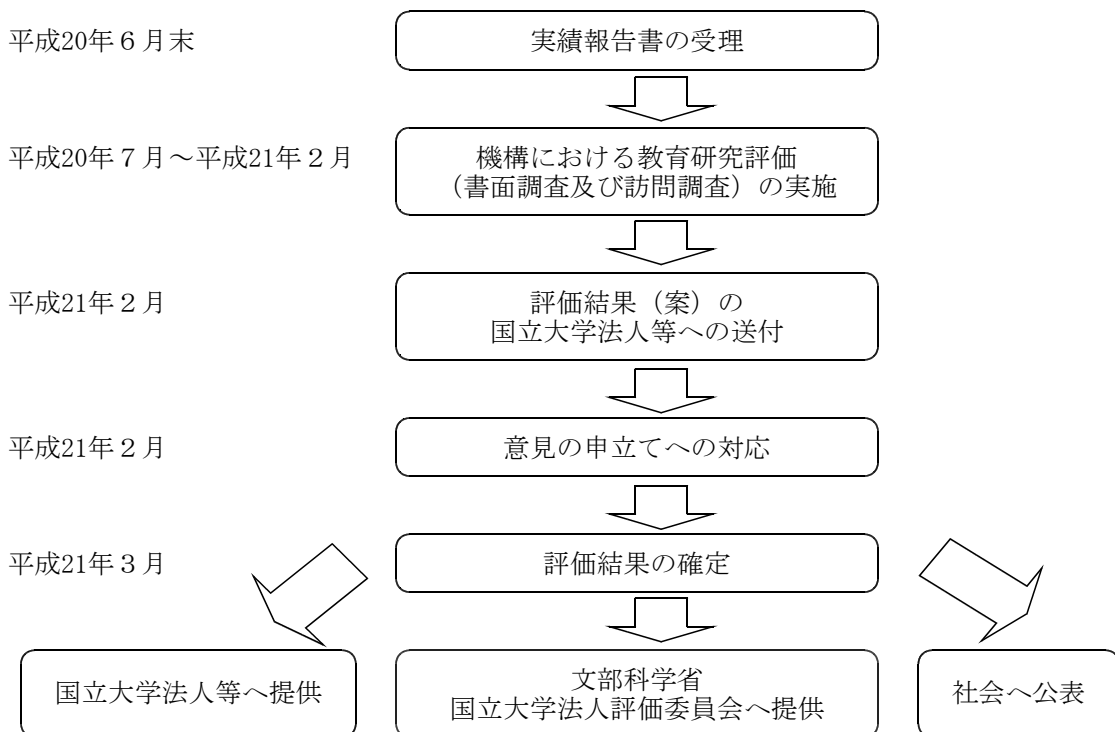 平成20年６月末
実績報告書の受理
平成20年７月～平成21年２月
機構における教育研究評価
（書面調査及び訪問調査）の実施
平成21年２月
評価結果（案）の
国立大学法人等への送付
平成21年２月
意見の申立てへの対応
平成21年３月
評価結果の確定
国立大学法人等へ提供
文部科学省
国立大学法人評価委員会へ提供
社会へ公表